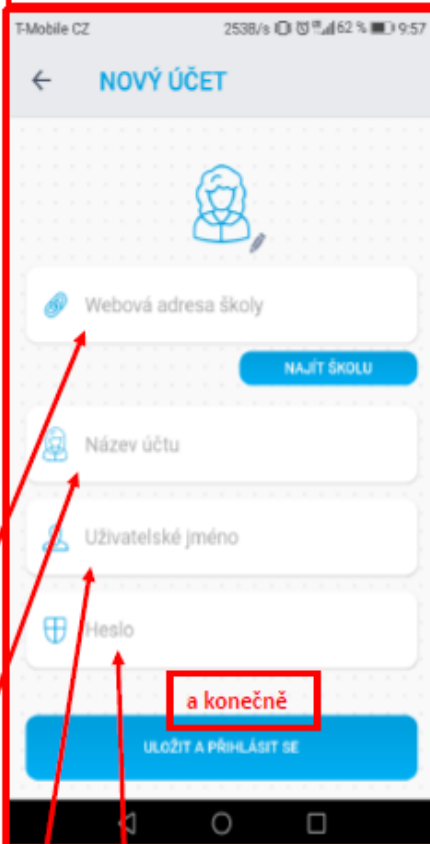 T-Mobile CZ 253B/s 62 % 9:57
NOVÝ ÚČET
Webová adresa školy
NAJÍT ŠKOLU
Název účtu
Uživatelské jméno
Heslo
a konečně
ULOŽIT A PŘIHLÁSIT SE